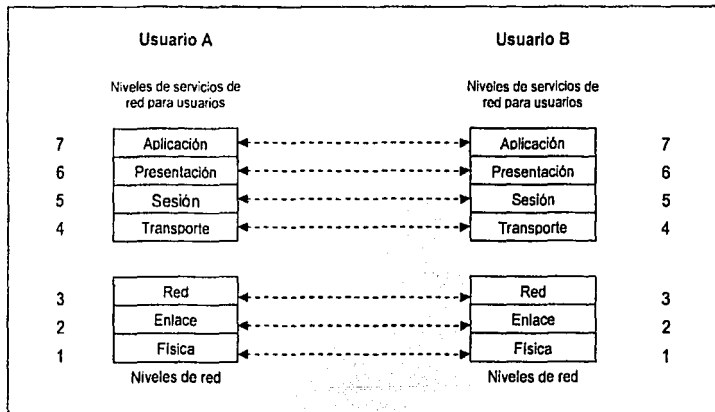 Usuario A Usuario B
Niveles de servicios de Niveles de servicios de
red para usuarios red para usuarios
7 Aplicación Aplicación 7
6 Presentación Presentación 6
5 Sesión Sesión 5
4 Transporte Transporte 4
3 Red Red 3
2 Enlace Enlace 2
1 Física Física 1
Niveles de red Niveles de red